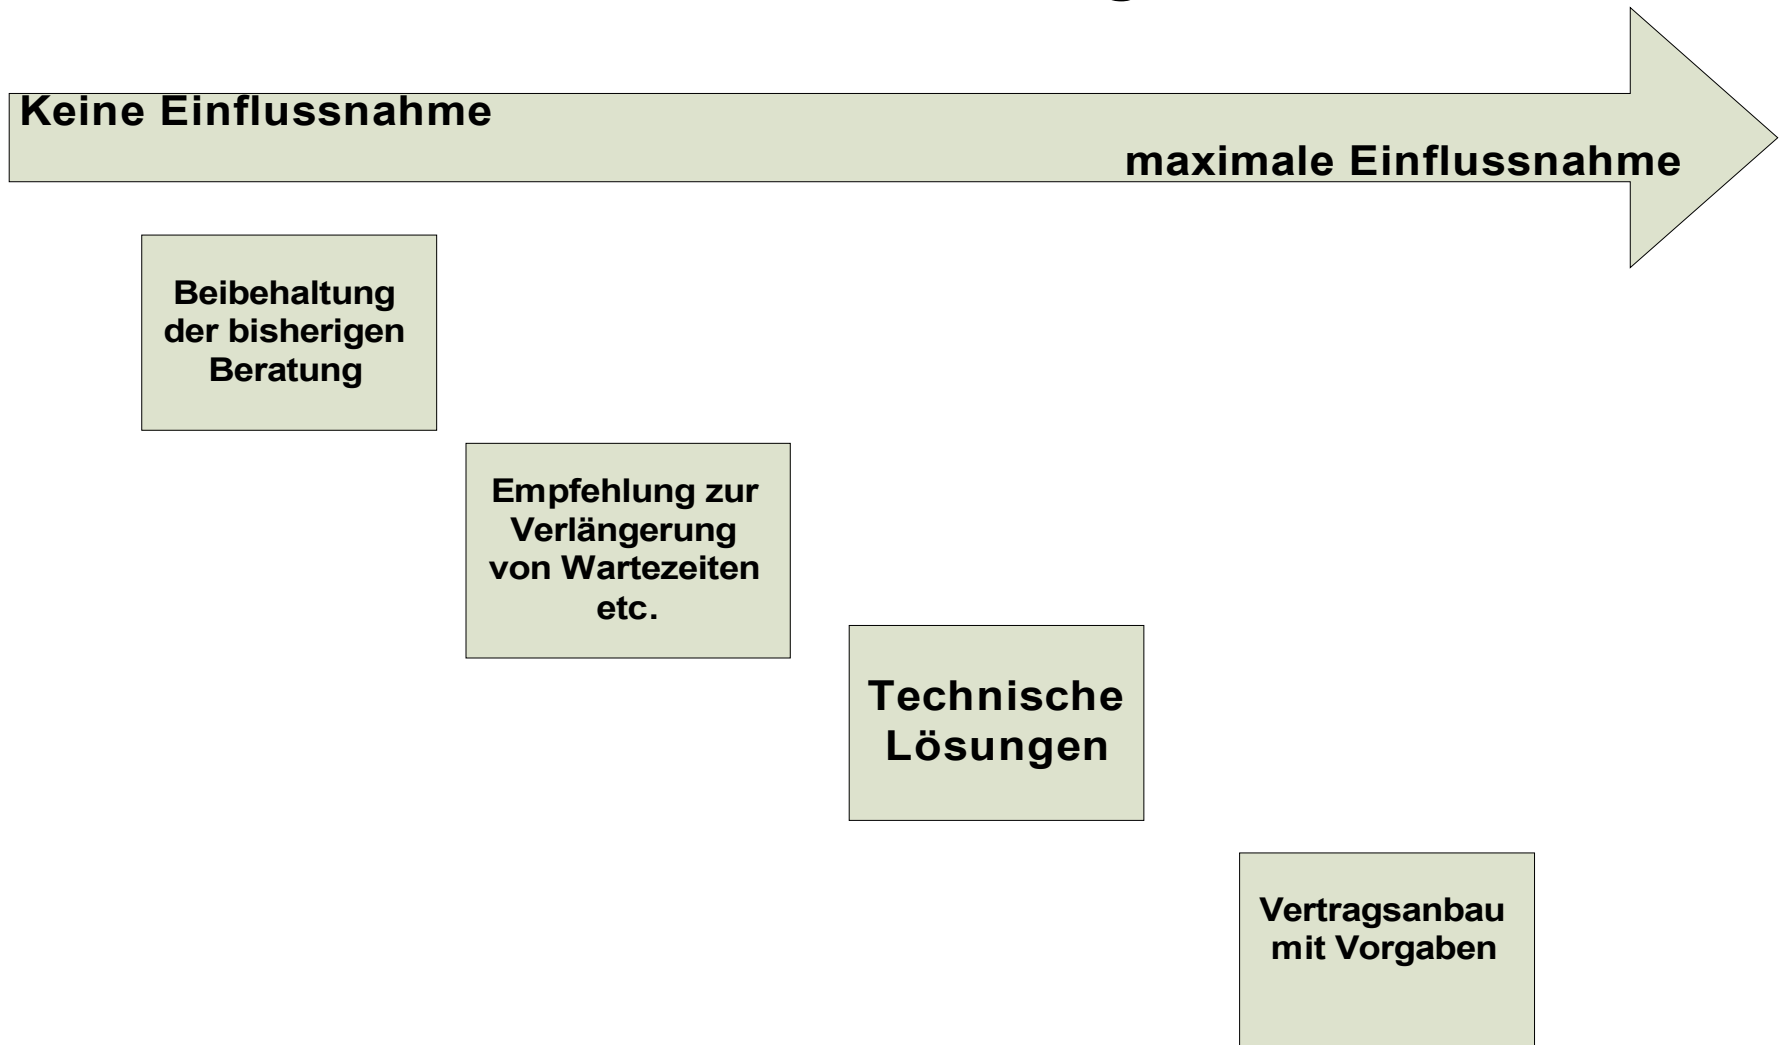 Keine Einflussnahme
maximale Einflussnahme
Beibehaltung
der bisherigen
Beratung
Empfehlung zur
Verlängerung
von Wartezeiten
etc.
Technische
Lösungen
Vertragsanbau
mit Vorgaben